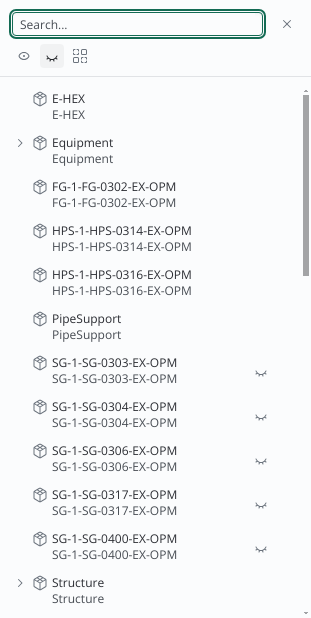 Search...
E-HEX
E-HEX
Equipment
Equipment
FG-1-FG-0302-EX-OPM
FG-1-FG-0302-EX-OPM
HPS-1-HPS-0314-EX-OPM
HPS-1-HPS-0314-EX-OPM
HPS-1-HPS-0316-EX-OPM
HPS-1-HPS-0316-EX-OPM
PipeSupport
PipeSupport
SG-1-SG-0303-EX-OPM
SG-1-SG-0303-EX-OPM
SG-1-SG-0304-EX-OPM
SG-1-SG-0304-EX-OPM
SG-1-SG-0306-EX-OPM
SG-1-SG-0306-EX-OPM
SG-1-SG-0317-EX-OPM
SG-1-SG-0317-EX-OPM
SG-1-SG-0400-EX-OPM
SG-1-SG-0400-EX-OPM
Structure
Structure